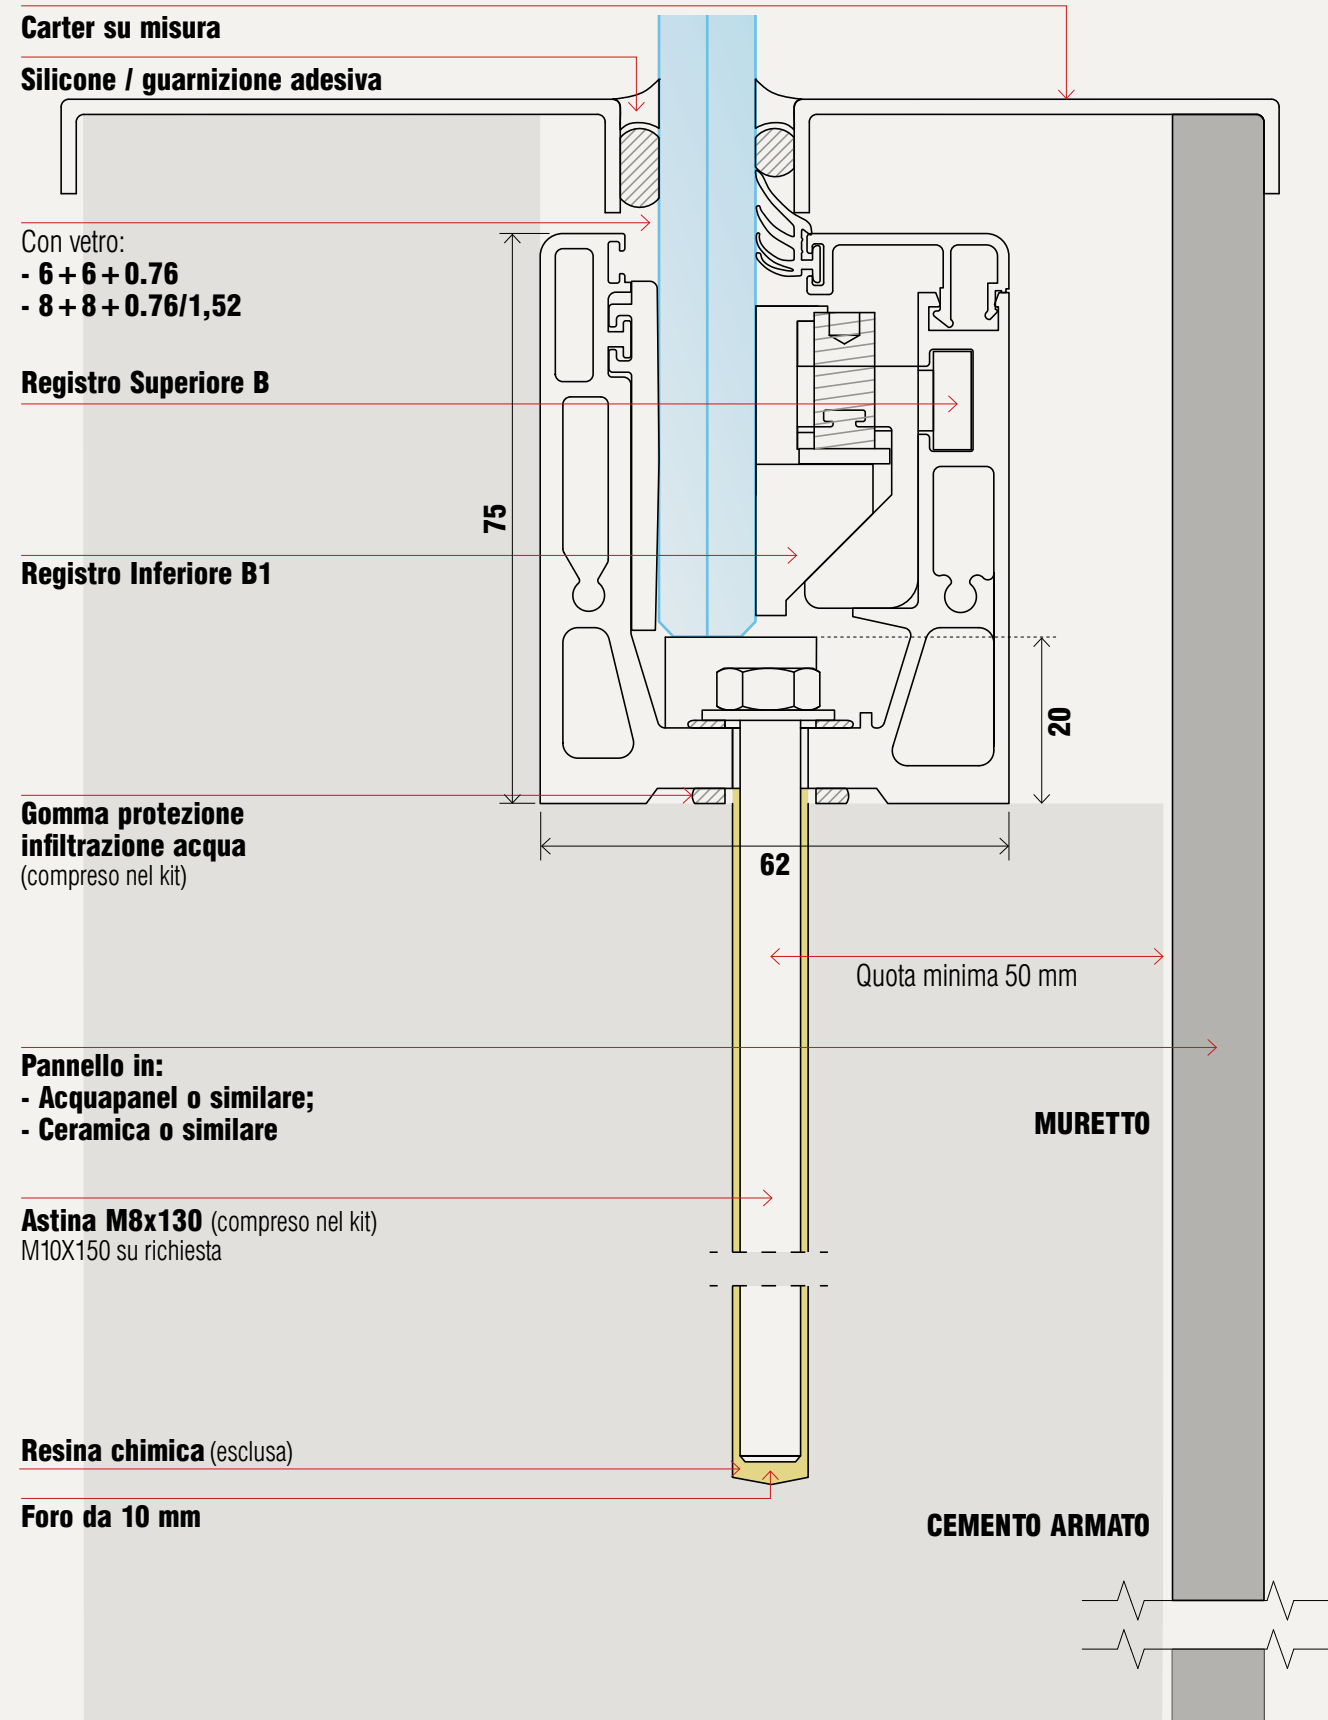 Carter su misura
Silicone / guarnizione adesiva
Con vetro:
- 6+6+0.76
- 8+8+0.76/1,52
Registro Superiore B
75
Registro Inferiore B1
20
Gomma protezione
infiltrazione acqua
(compreso nel kit)
62
Quota minima 50 mm
Pannello in:
- Acquapanel o similare;
- Ceramica o similare
MURETTO
Astina M8x130 (compreso nel kit)
M10X150 su richiesta
Resina chimica (esclusa)
Foro da 10 mm
CEMENTO ARMATO